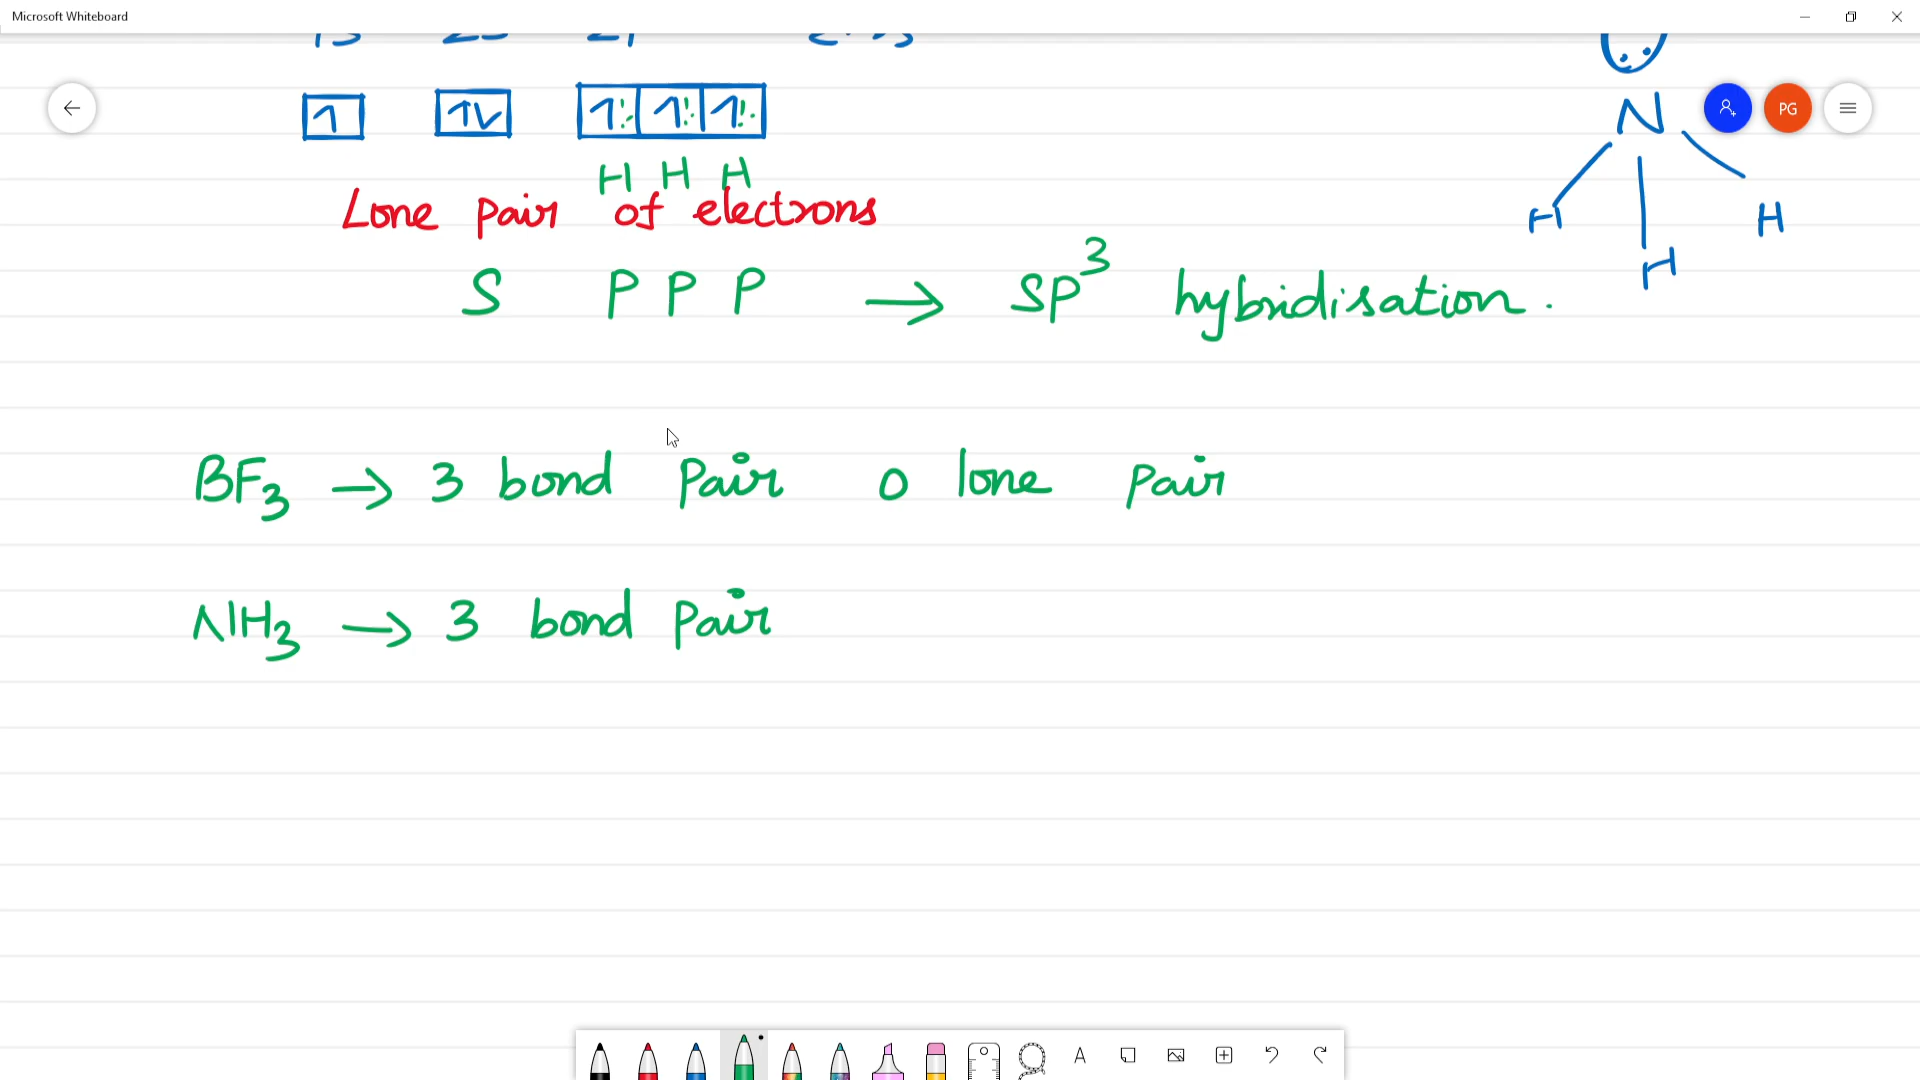 Microsoft Whiteboard
N
PG
H H H
H H
Lone pair of electrons
H
S P P P → SP³ hybridisation.
BF₃ → 3 bond pair 0 lone pair
NH₃ → 3 bond pair